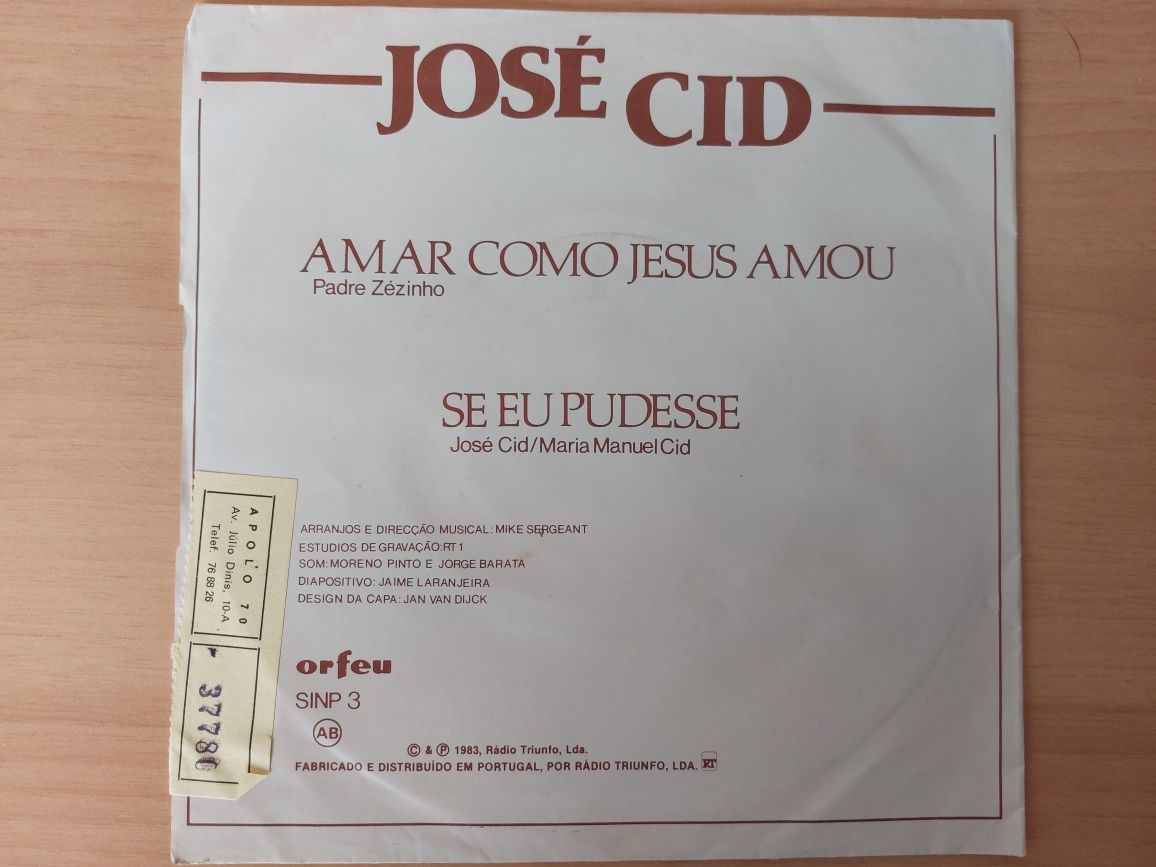 JOSÉ CID
AMAR COMO JESUS AMOU
Padre Zézinho
SE EU PUDESSE
José Cid/Maria Manuel Cid
ARRANJOS E DIRECÇÃO MUSICAL: MIKE SERGEANT
ESTUDIOS DE GRAVAÇÃO: RT 1
SOM: MORENO PINTO E JORGE BARATA
DIAPOSITIVO: JAIME LARANJEIRA
DESIGN DA CAPA: JAN VAN DIJCK
APOLO 70
Av. Júlio Dinis, 10-A
Telef. 76 88 26
37780
orfeu
SINP 3
AB
© & ℗ 1983, Rádio Triunfo, Lda.
FABRICADO E DISTRIBUÍDO EM PORTUGAL, POR RÁDIO TRIUNFO, LDA. RT